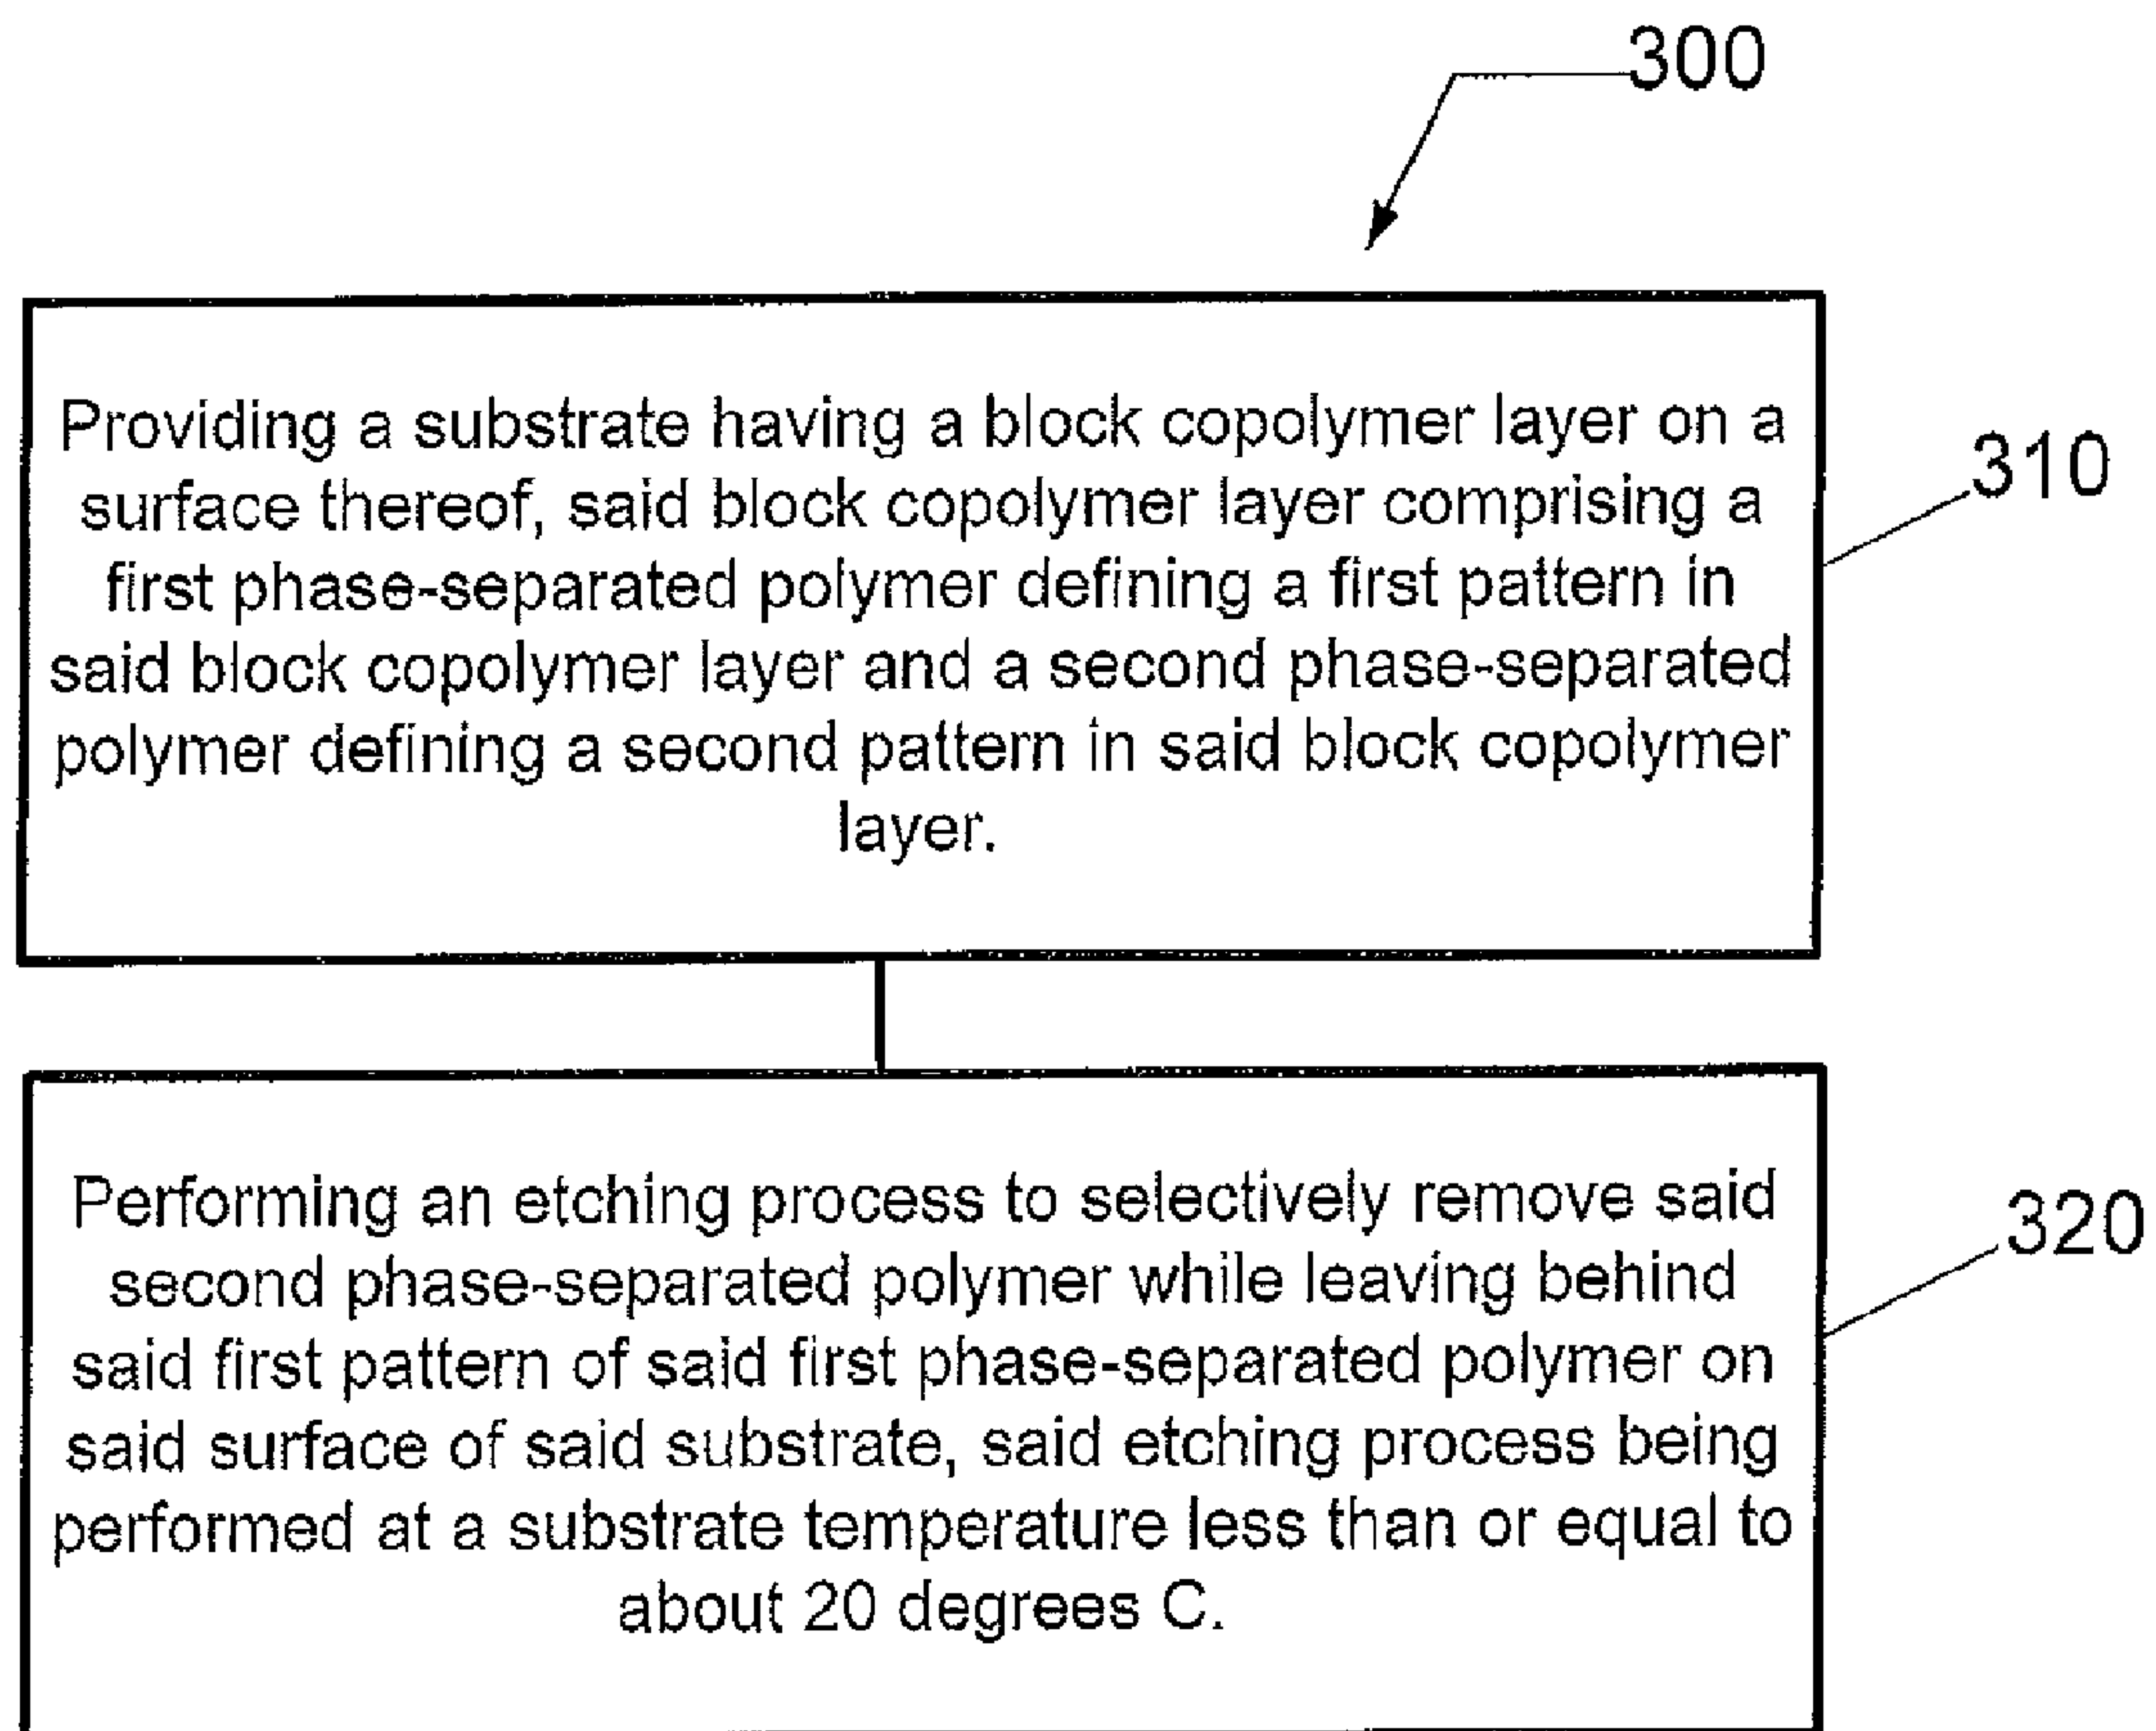 300
Providing a substrate having a block copolymer layer on a
surface thereof, said block copolymer layer comprising a
first phase-separated polymer defining a first pattern in
said block copolymer layer and a second phase-separated
polymer defining a second pattern in said block copolymer
layer.
310
Performing an etching process to selectively remove said
second phase-separated polymer while leaving behind
said first pattern of said first phase-separated polymer on
said surface of said substrate, said etching process being
performed at a substrate temperature less than or equal to
about 20 degrees C.
320